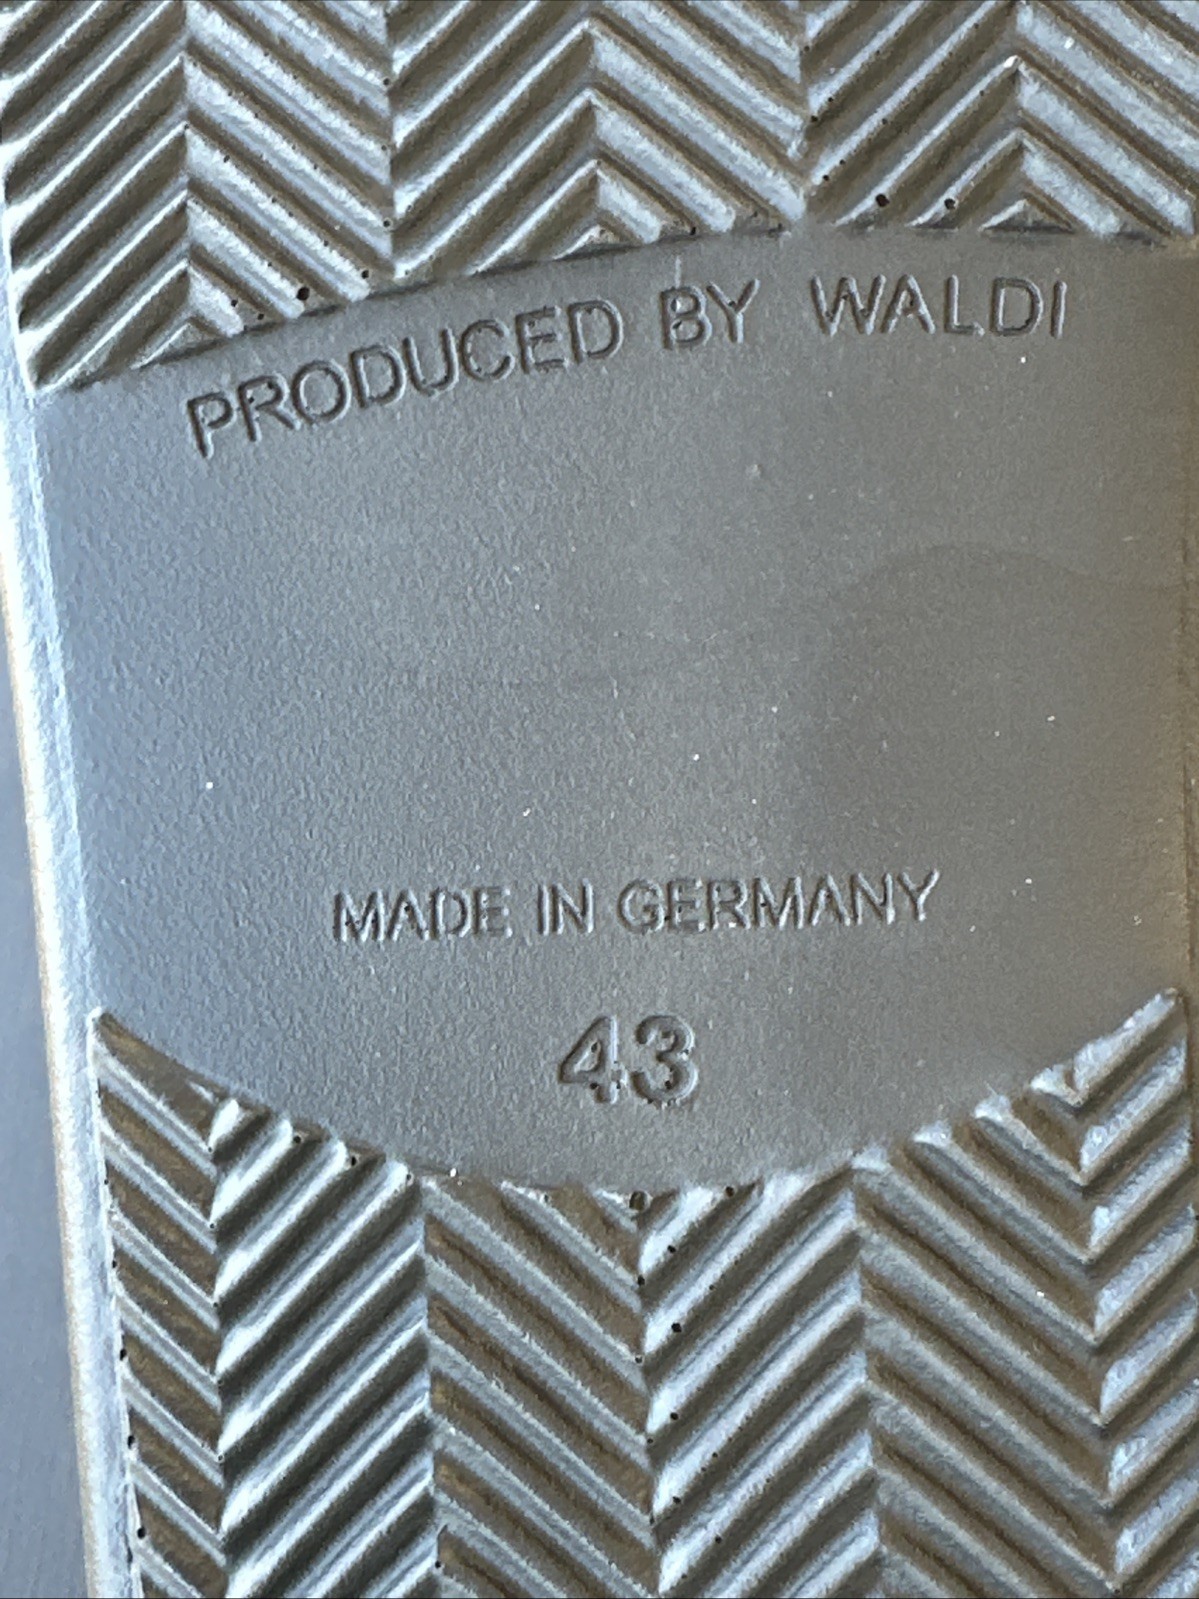 PRODUCED BY WALDI
MADE IN GERMANY
43